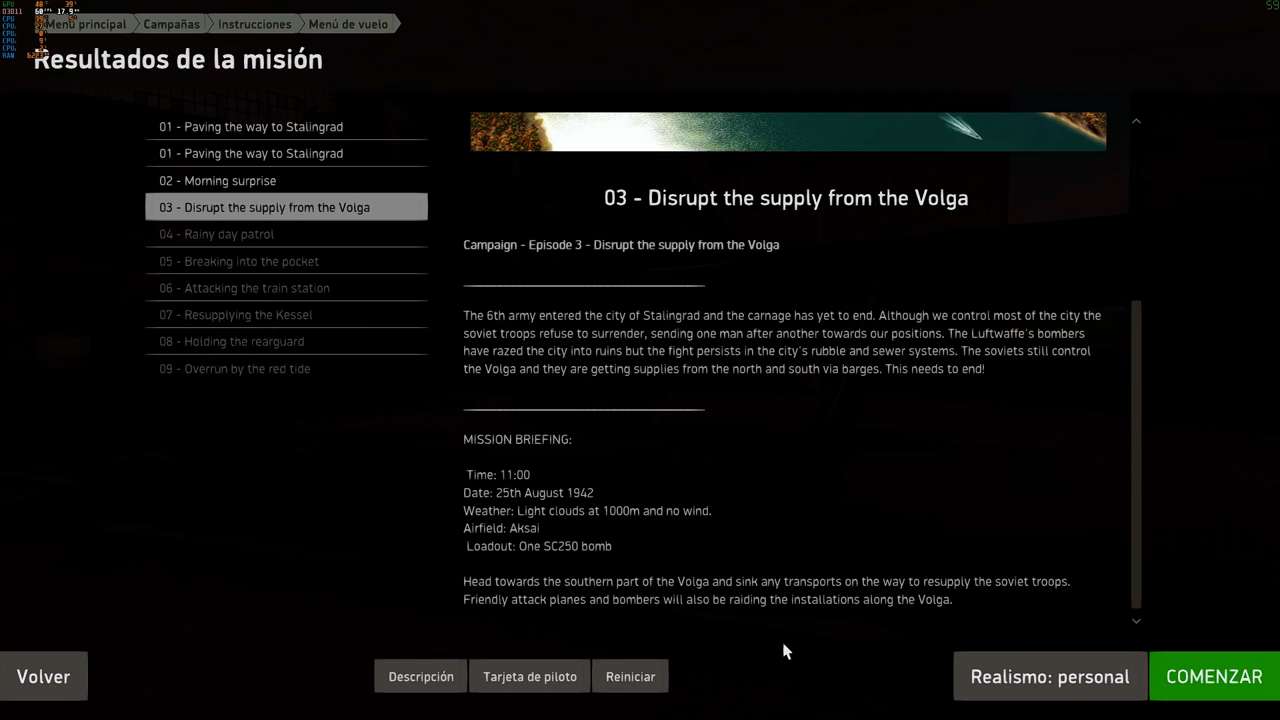 Menú principal
Campañas
Instrucciones
Menú de vuelo
Resultados de la misión
01 - Paving the way to Stalingrad
01 - Paving the way to Stalingrad
02 - Morning surprise
03 - Disrupt the supply from the Volga
04 - Rainy day patrol
05 - Breaking into the pocket
06 - Attacking the train station
07 - Resupplying the Kessel
08 - Holding the rearguard
09 - Overrun by the red tide
03 - Disrupt the supply from the Volga
Campaign - Episode 3 - Disrupt the supply from the Volga
The 6th army entered the city of Stalingrad and the carnage has yet to end. Although we control most of the city the
soviet troops refuse to surrender, sending one man after another towards our positions. The Luftwaffe's bombers
have razed the city into ruins but the fight persists in the city's rubble and sewer systems. The soviets still control
the Volga and they are getting supplies from the north and south via barges. This needs to end!
MISSION BRIEFING:
Time: 11:00
Date: 25th August 1942
Weather: Light clouds at 1000m and no wind.
Airfield: Aksai
Loadout: One SC250 bomb
Head towards the southern part of the Volga and sink any transports on the way to resupply the soviet troops.
Friendly attack planes and bombers will also be raiding the installations along the Volga.
Volver
Descripción
Tarjeta de piloto
Reiniciar
Realismo: personal
COMENZAR